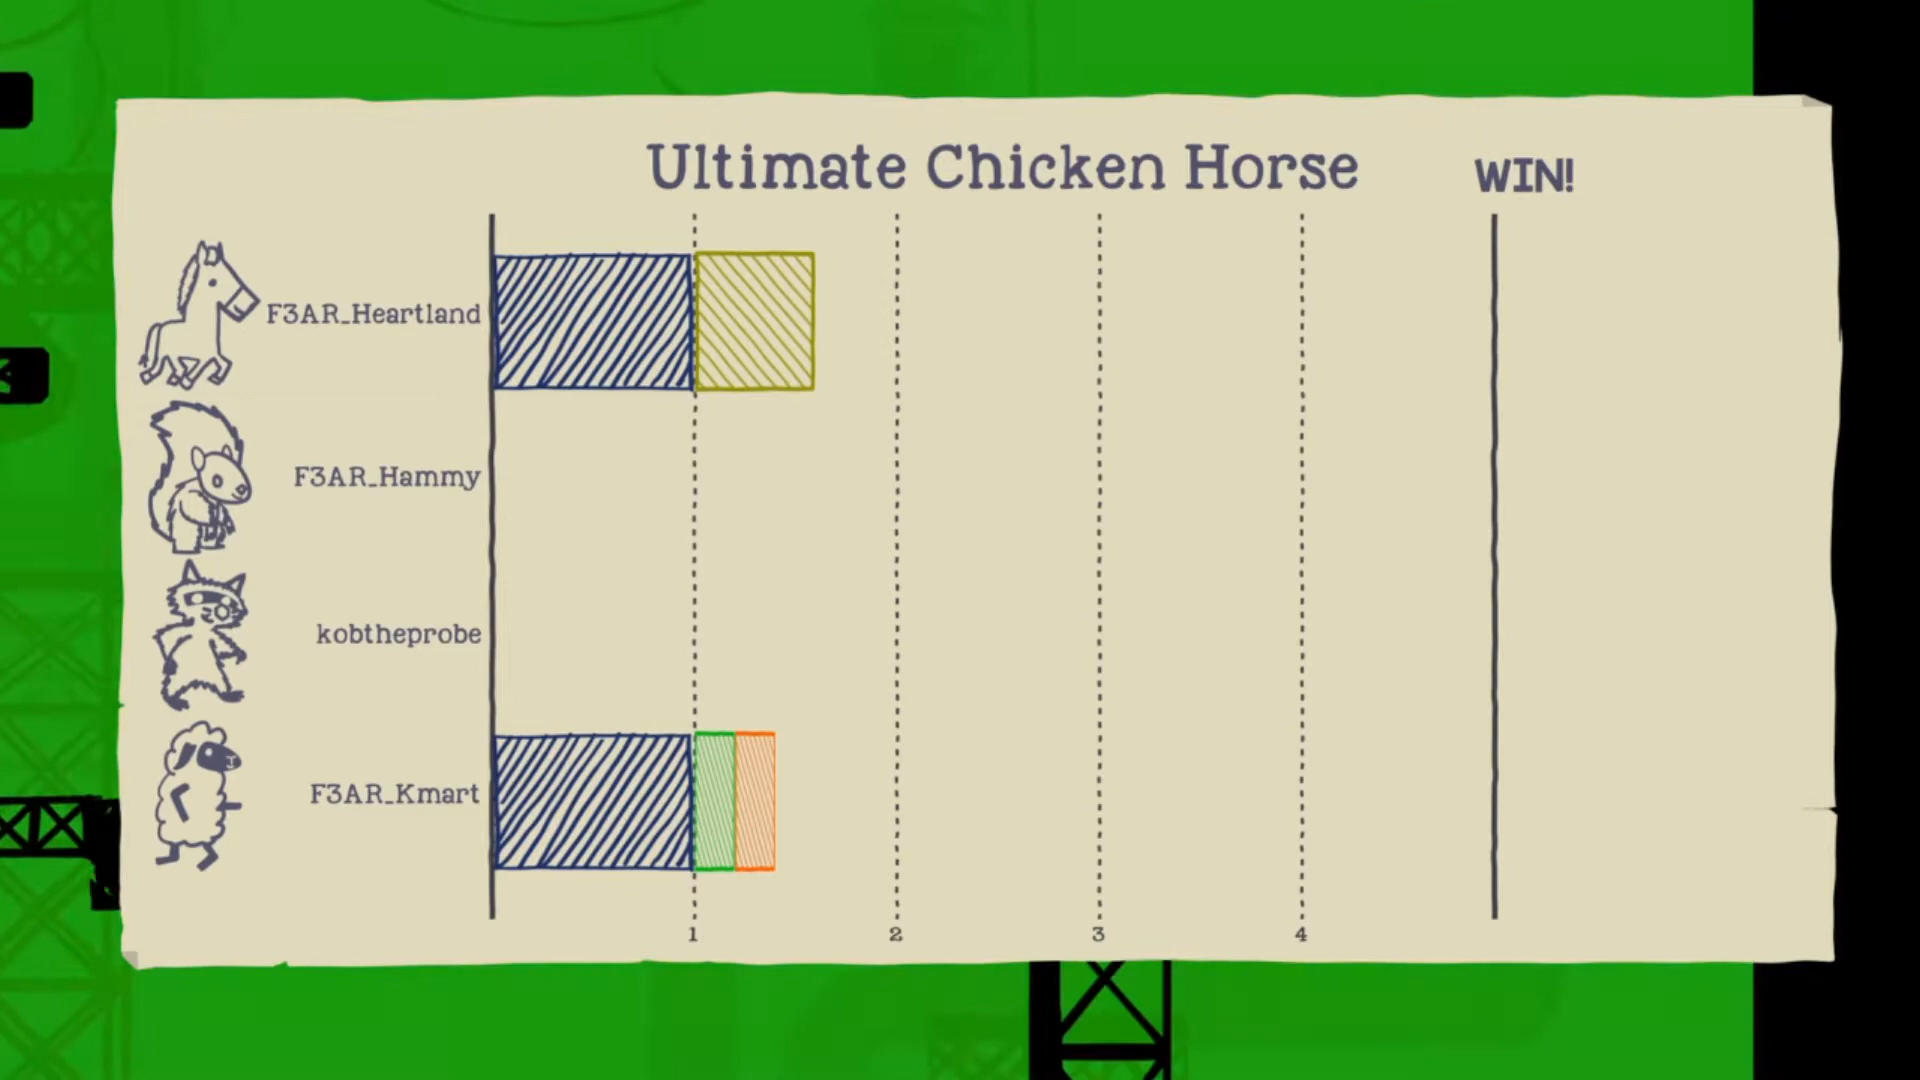 Ultimate Chicken Horse
WIN!
F3AR_Heartland
F3AR_Hammy
kobtheprobe
F3AR_Kmart
1 2 3 4